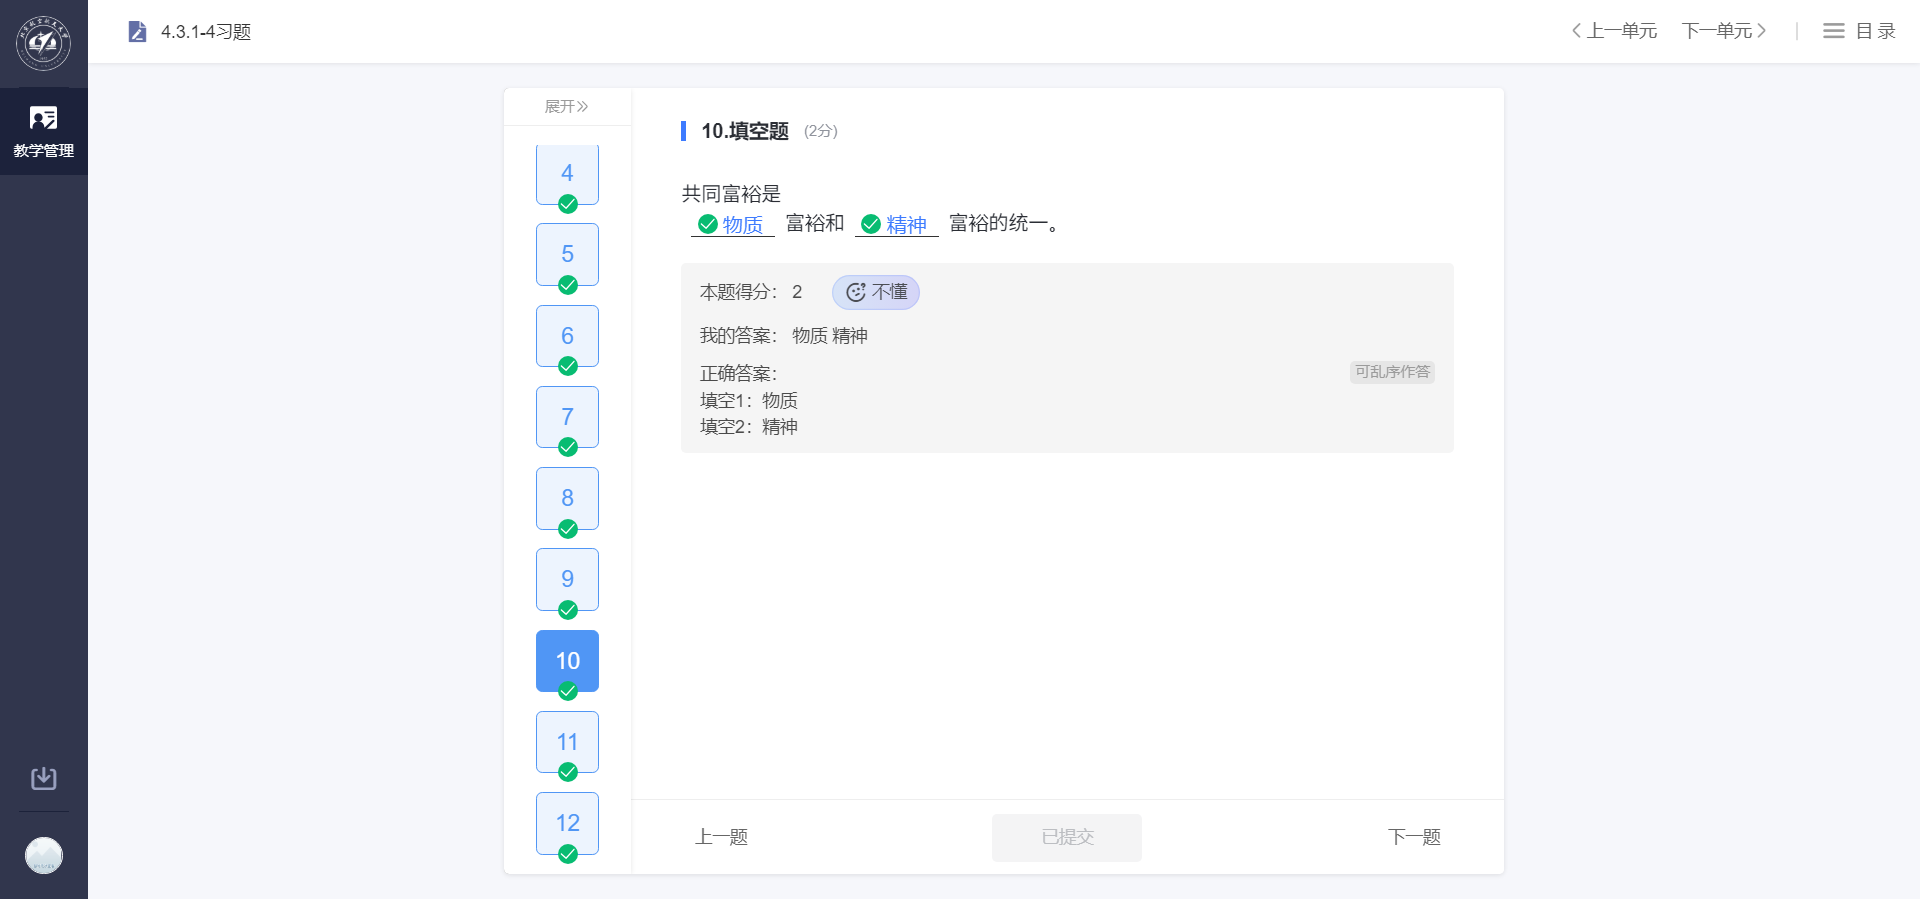 4.3.1-4习题
上一单元
下一单元
目录
教学管理
展开
4
5
6
7
8
9
10
11
12
10.填空题 (2分)
共同富裕是
物质 富裕和 精神 富裕的统一。
本题得分： 2 不懂
我的答案： 物质 精神
正确答案：
可乱序作答
填空1：物质
填空2：精神
上一题
已提交
下一题